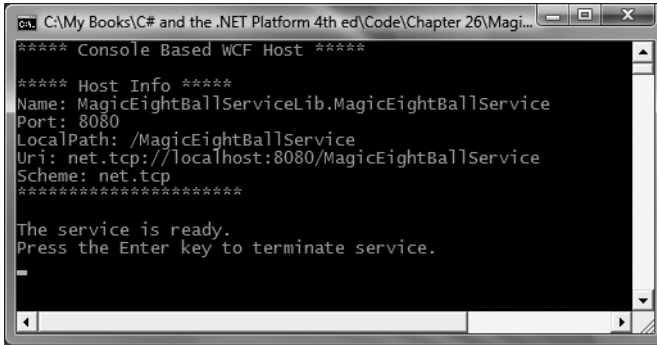 C:\My Books\C# and the .NET Platform 4th ed\Code\Chapter 26\Magi...
***** Console Based WCF Host *****
***** Host Info *****
Name: MagicEightBallServiceLib.MagicEightBallService
Port: 8080
LocalPath: /MagicEightBallService
Uri: net.tcp://localhost:8080/MagicEightBallService
Scheme: net.tcp
**********************
The service is ready.
Press the Enter key to terminate service.